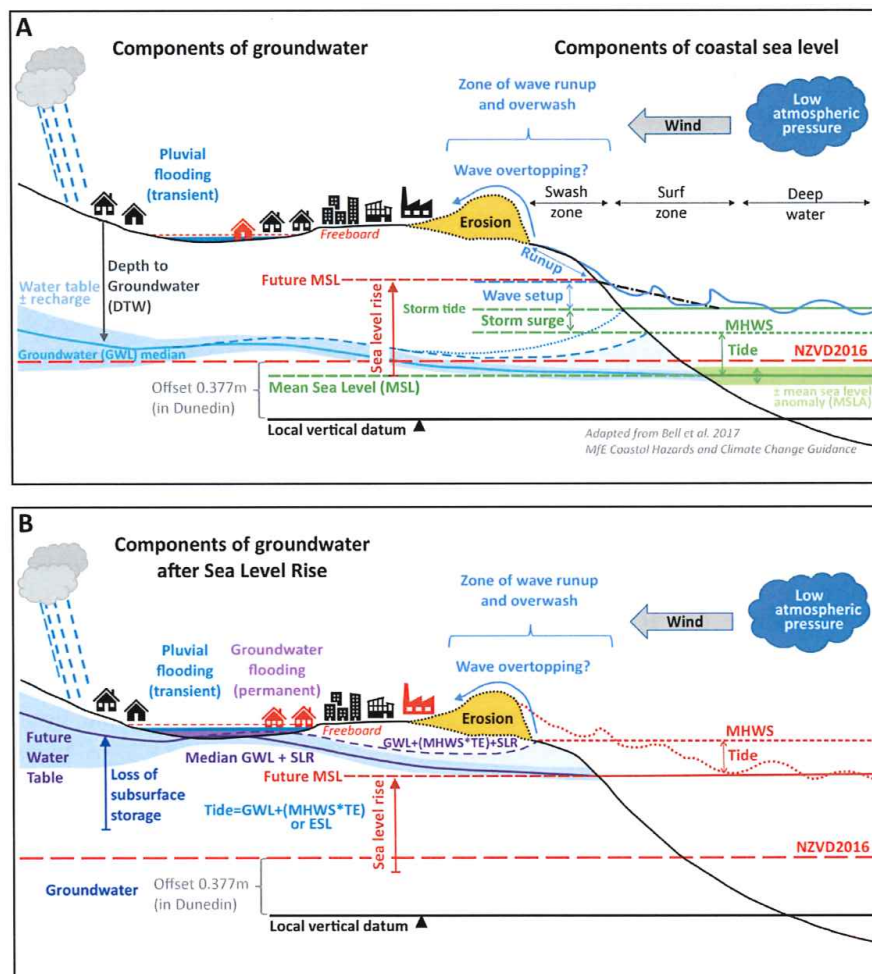 A
Components of groundwater
Components of coastal sea level
Zone of wave runup
and overwash
Low
atmospheric
pressure
Wind
Pluvial
flooding
(transient)
Wave overtopping?
Swash
zone
Surf
zone
Deep
water
Erosion
Freeboard
Runup
Water table
± recharge
Depth to
Groundwater
(DTW)
Future MSL
Wave setup
Storm tide
Storm surge
MHWS
Sea level rise
Tide
Groundwater (GWL) median
NZVD2016
Offset 0.377m
(in Dunedin)
Mean Sea Level (MSL)
± mean sea level
anomaly (MSLA)
Local vertical datum
Adapted from Bell et al. 2017
MfE Coastal Hazards and Climate Change Guidance
B
Components of groundwater
after Sea Level Rise
Zone of wave runup
and overwash
Low
atmospheric
pressure
Wind
Pluvial
flooding
(transient)
Groundwater
flooding
(permanent)
Wave overtopping?
Erosion
Freeboard
MHWS
Future
Water
Table
GWL+(MHWS*TE)+SLR
Tide
Median GWL + SLR
Loss of
subsurface
storage
Future MSL
Tide=GWL+(MHWS*TE)
or ESL
Sea level rise
NZVD2016
Groundwater
Offset 0.377m
(in Dunedin)
Local vertical datum